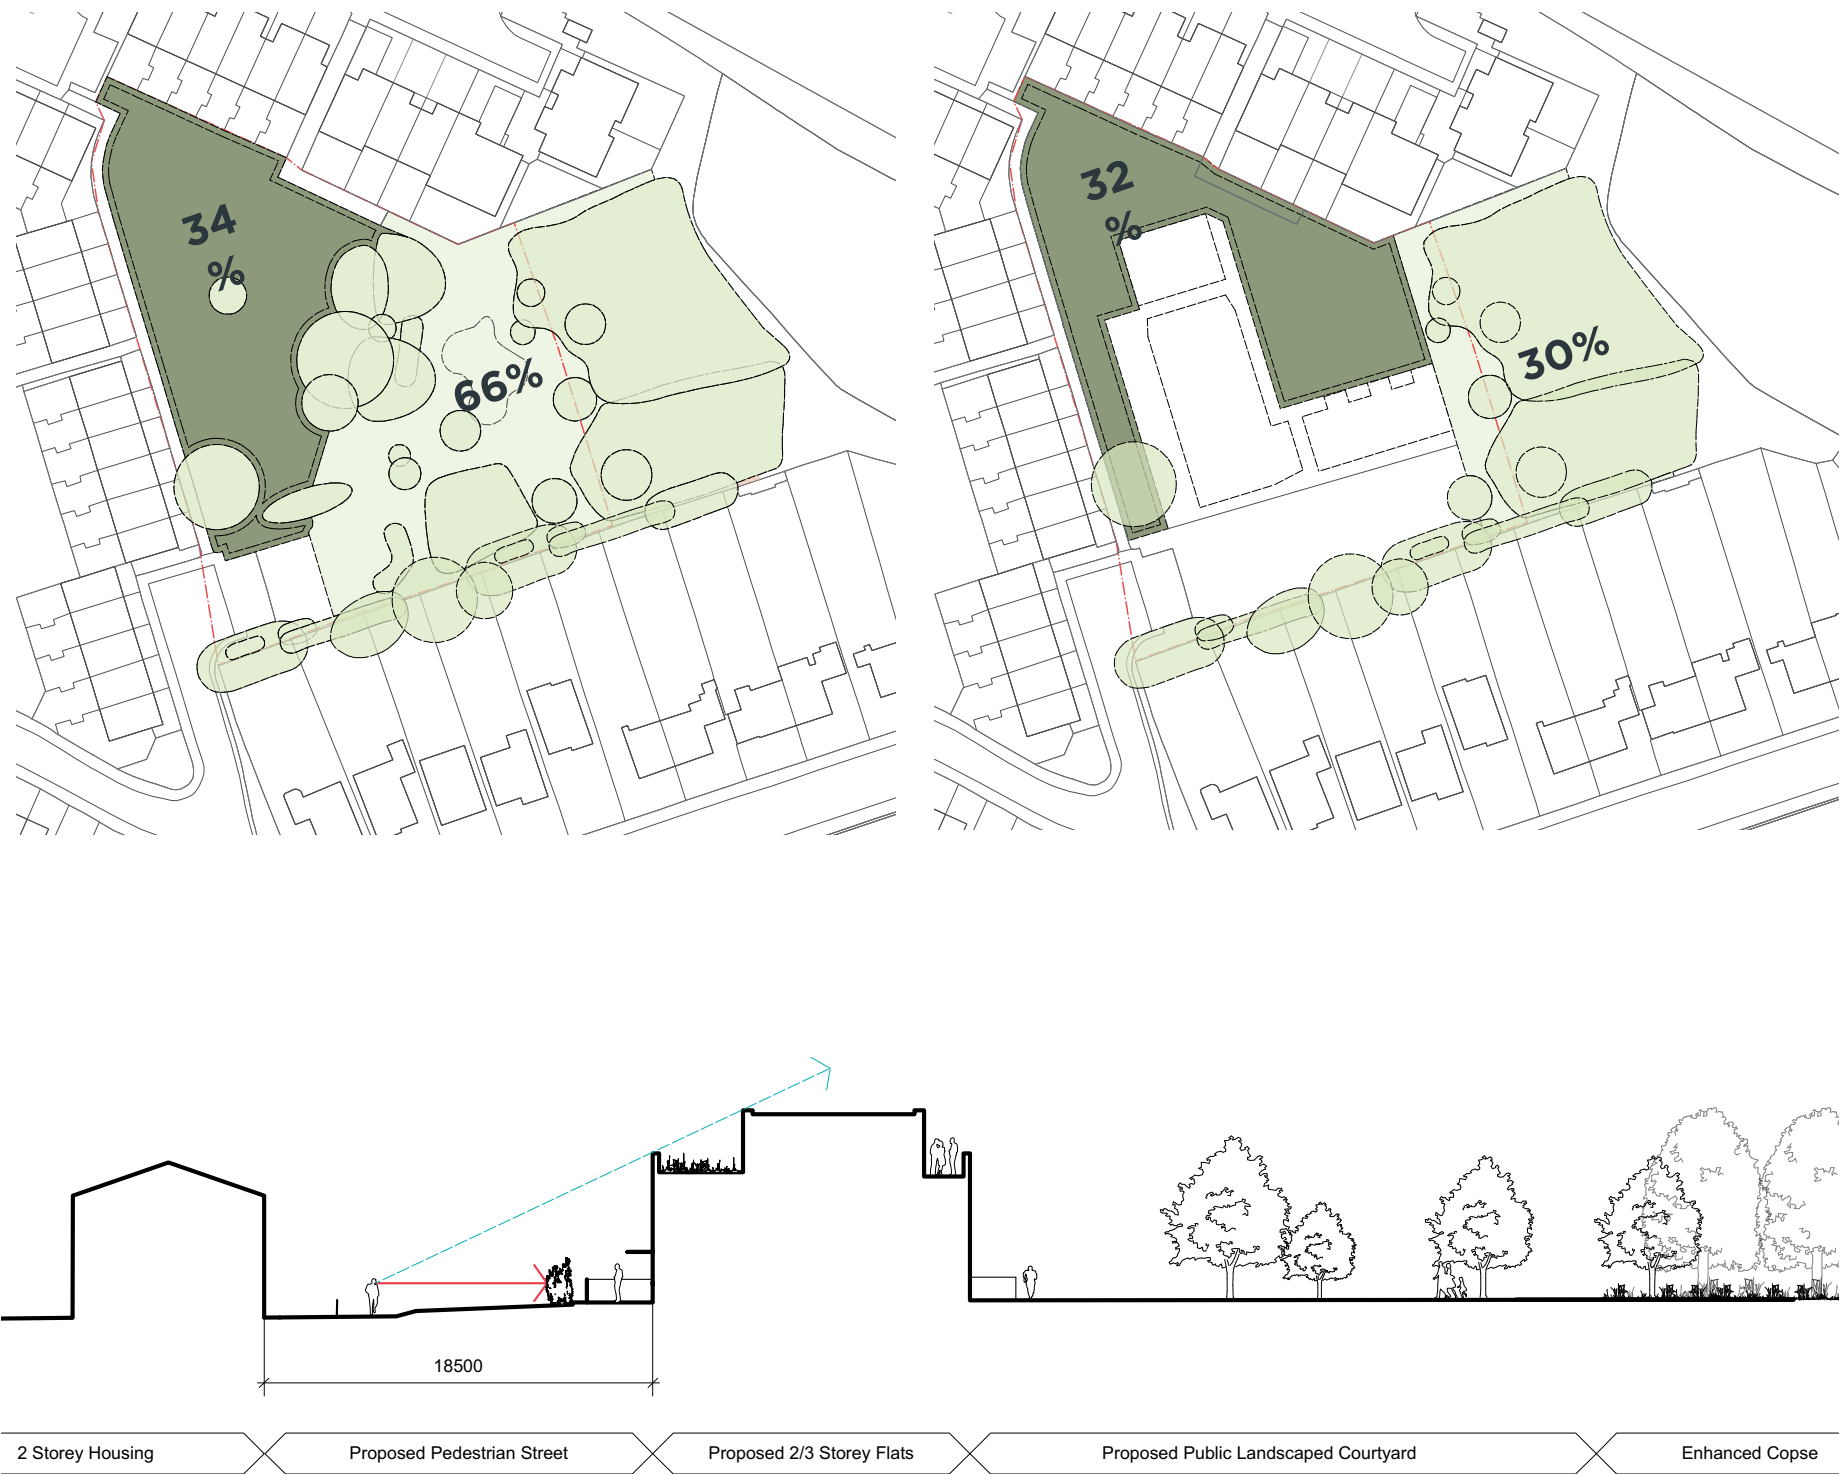 34
%
66%
32
%
30%
18500
2 Storey Housing
Proposed Pedestrian Street
Proposed 2/3 Storey Flats
Proposed Public Landscaped Courtyard
Enhanced Copse